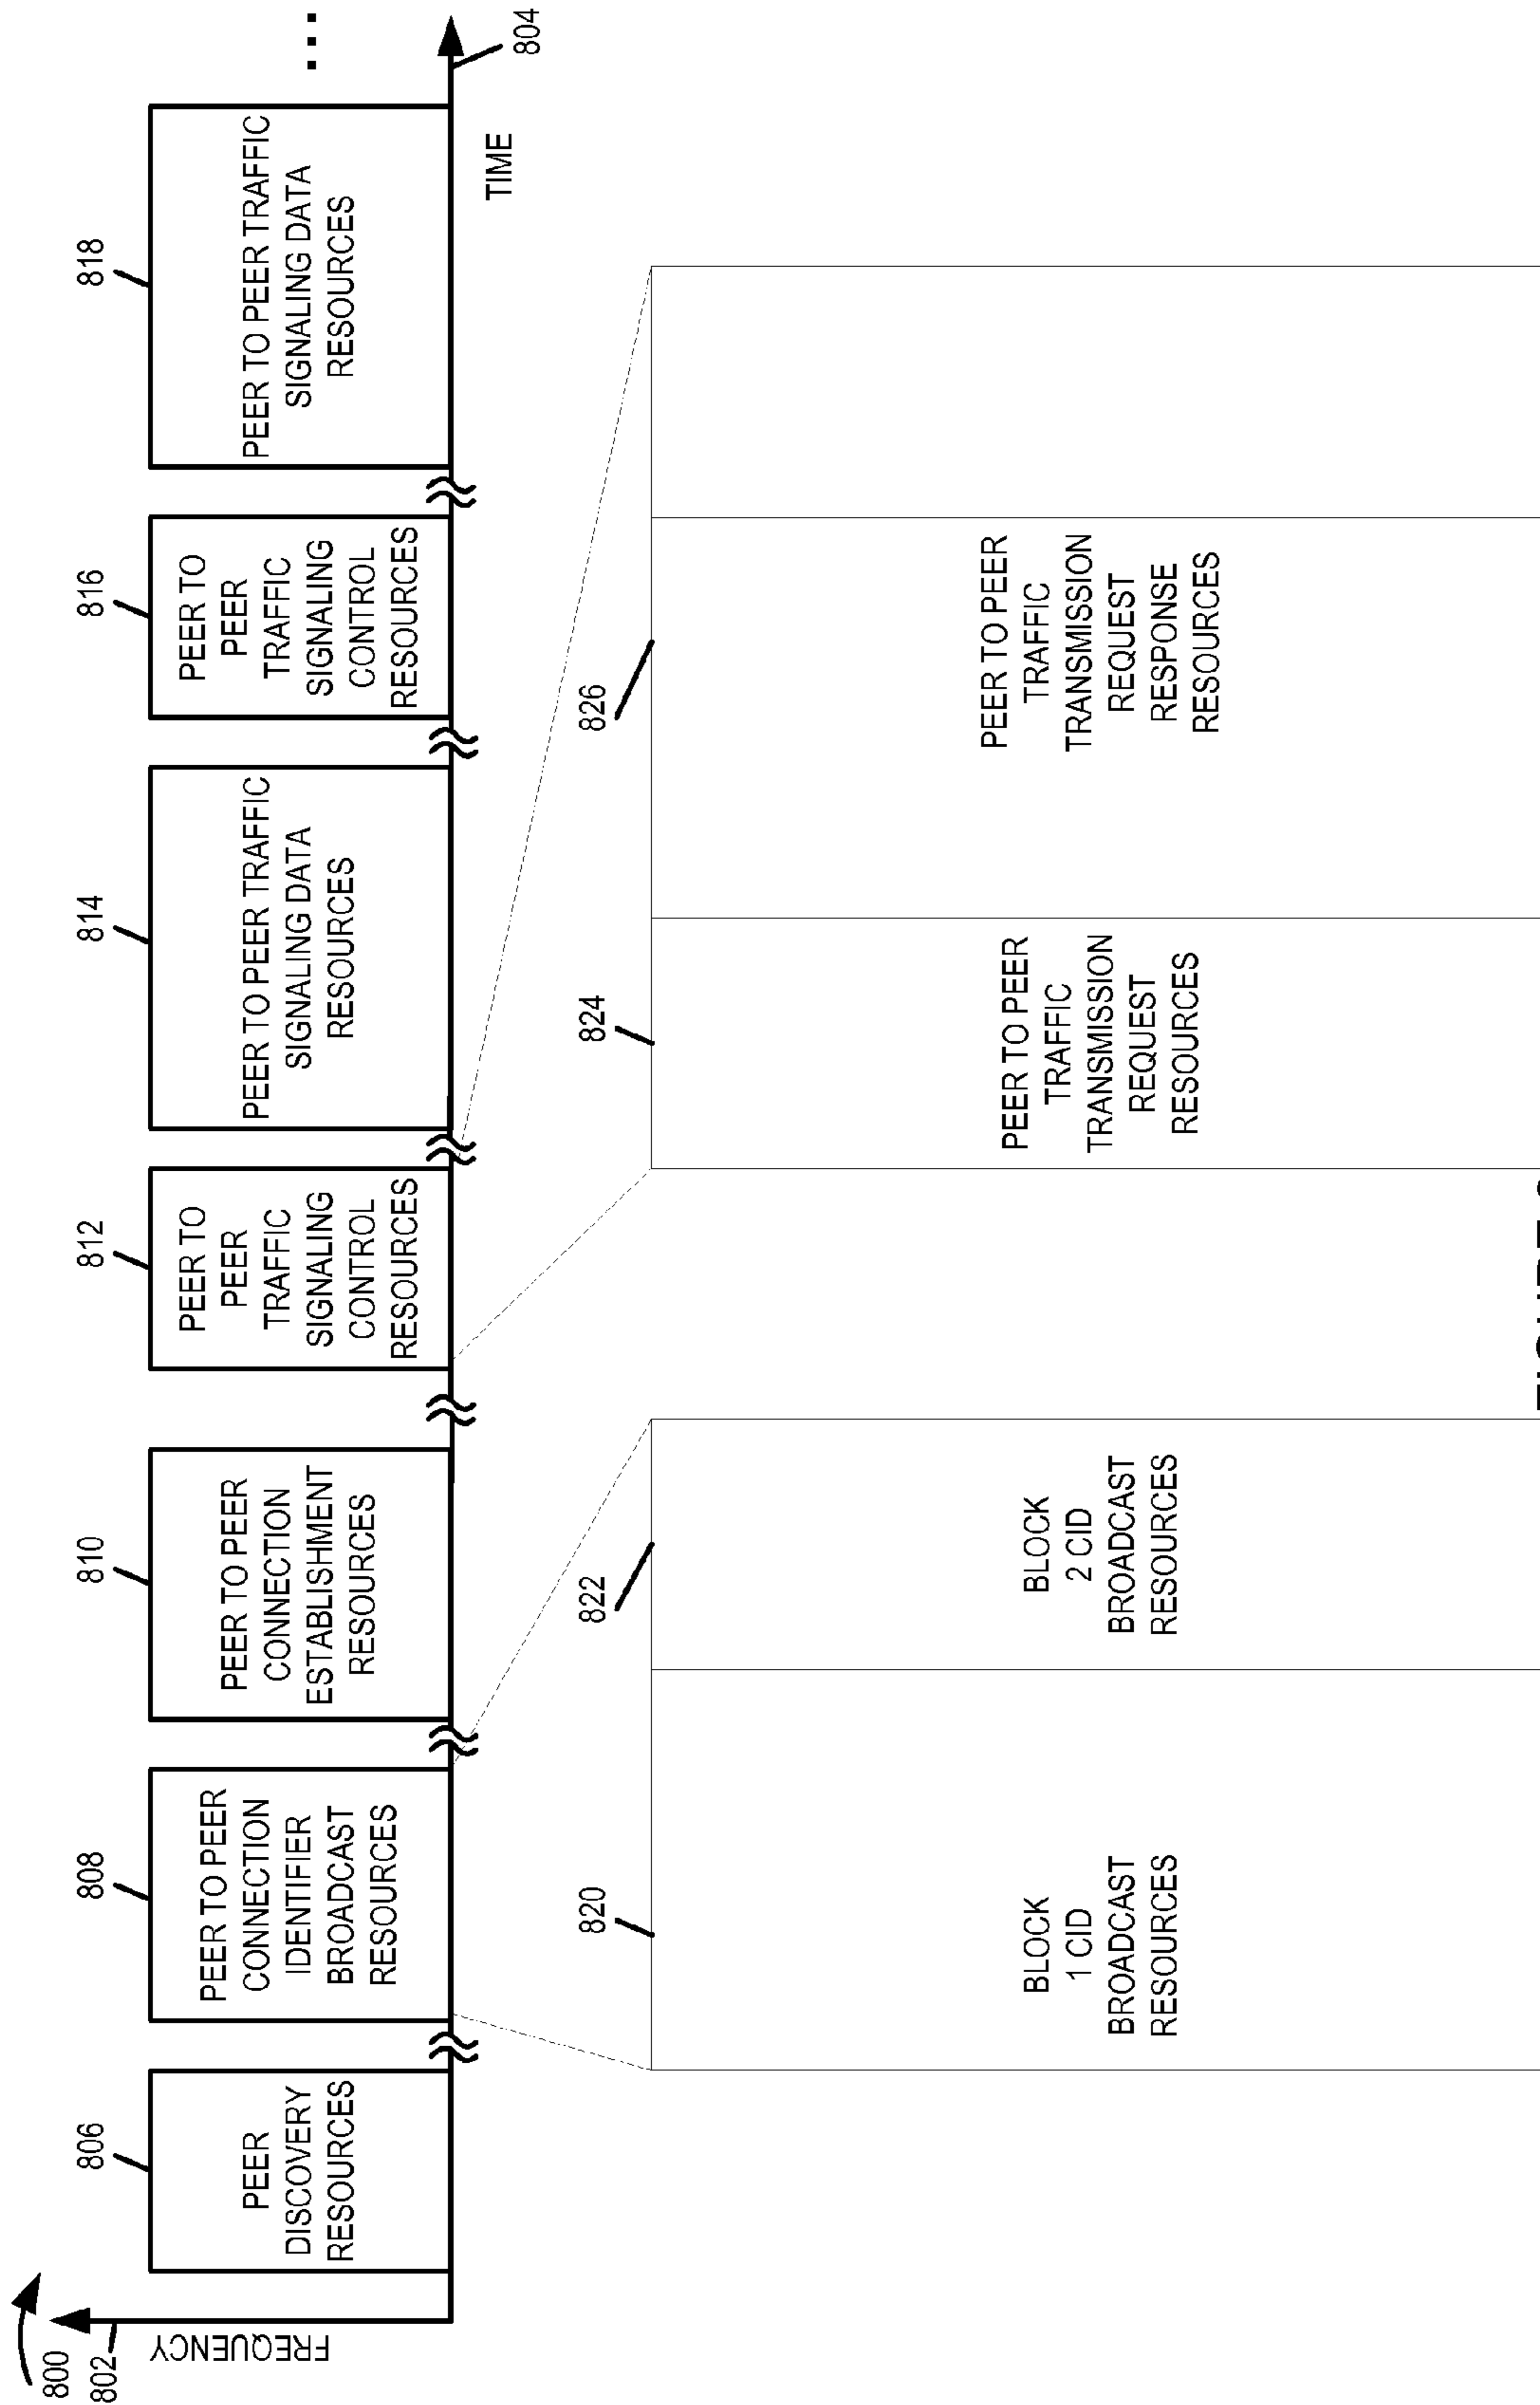 800
802
FREQUENCY
806
PEER
DISCOVERY
RESOURCES
808
PEER TO PEER
CONNECTION
IDENTIFIER
BROADCAST
RESOURCES
810
PEER TO PEER
CONNECTION
ESTABLISHMENT
RESOURCES
812
PEER TO
PEER
TRAFFIC
SIGNALING
CONTROL
RESOURCES
814
PEER TO PEER TRAFFIC
SIGNALING DATA
RESOURCES
816
PEER TO
PEER
TRAFFIC
SIGNALING
CONTROL
RESOURCES
818
PEER TO PEER TRAFFIC
SIGNALING DATA
RESOURCES
...
TIME
804
820
BLOCK
1 CID
BROADCAST
RESOURCES
822
BLOCK
2 CID
BROADCAST
RESOURCES
824
PEER TO PEER
TRAFFIC
TRANSMISSION
REQUEST
RESOURCES
826
PEER TO PEER
TRAFFIC
TRANSMISSION
REQUEST
RESPONSE
RESOURCES